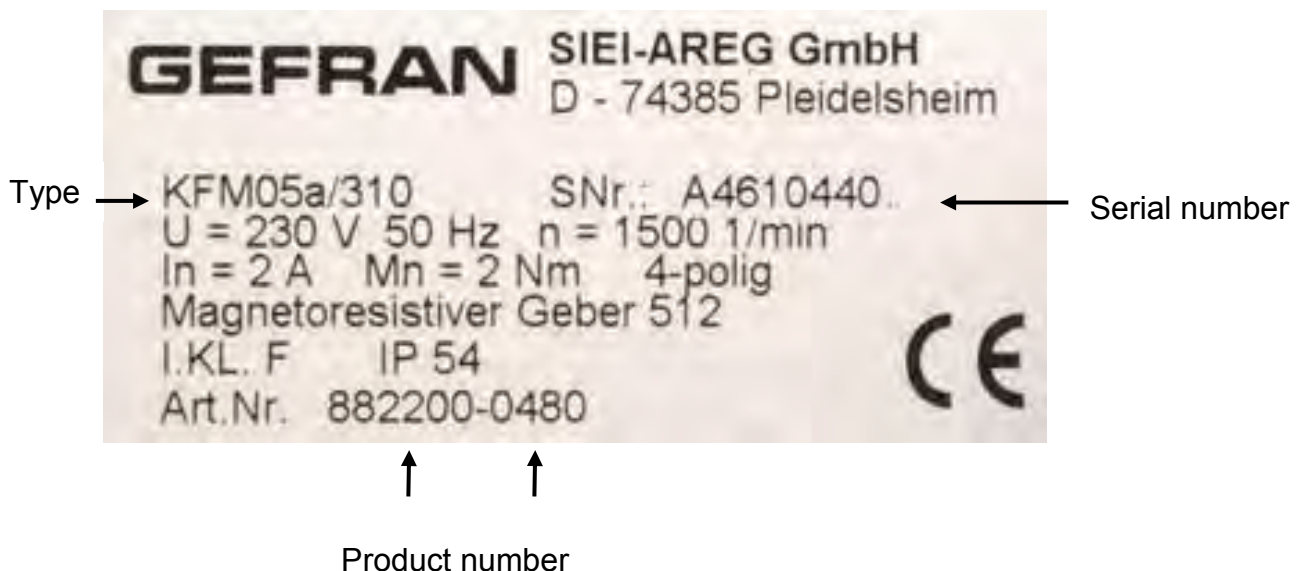 GEFRAN
SIEI-AREG GmbH
D - 74385 Pleidelsheim
Type
KFM05a/310 SNr.: A4610440..
Serial number
U = 230 V 50 Hz n = 1500 1/min
In = 2 A Mn = 2 Nm 4-polig
Magnetoresistiver Geber 512
I.KL. F IP 54
CE
Art.Nr. 882200-0480
Product number